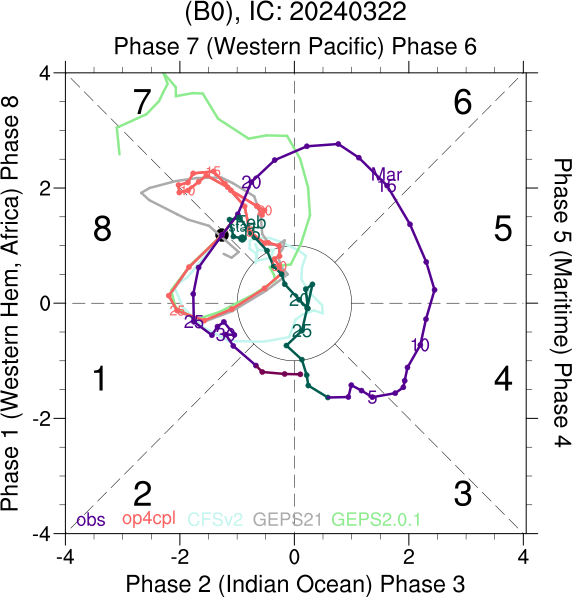 (B0), IC: 20240322
Phase 7 (Western Pacific) Phase 6
Phase 1 (Western Hem, Africa) Phase 8
Phase 5 (Maritime) Phase 4
4
2
0
-2
-4
7
6
8
5
1
4
2
3
Mar
15
20
15
10
5
25
30
20
25
25
obs
op4cpl
CFSv2
GEPS21
GEPS2.0.1
-4
-2
0
2
4
Phase 2 (Indian Ocean) Phase 3